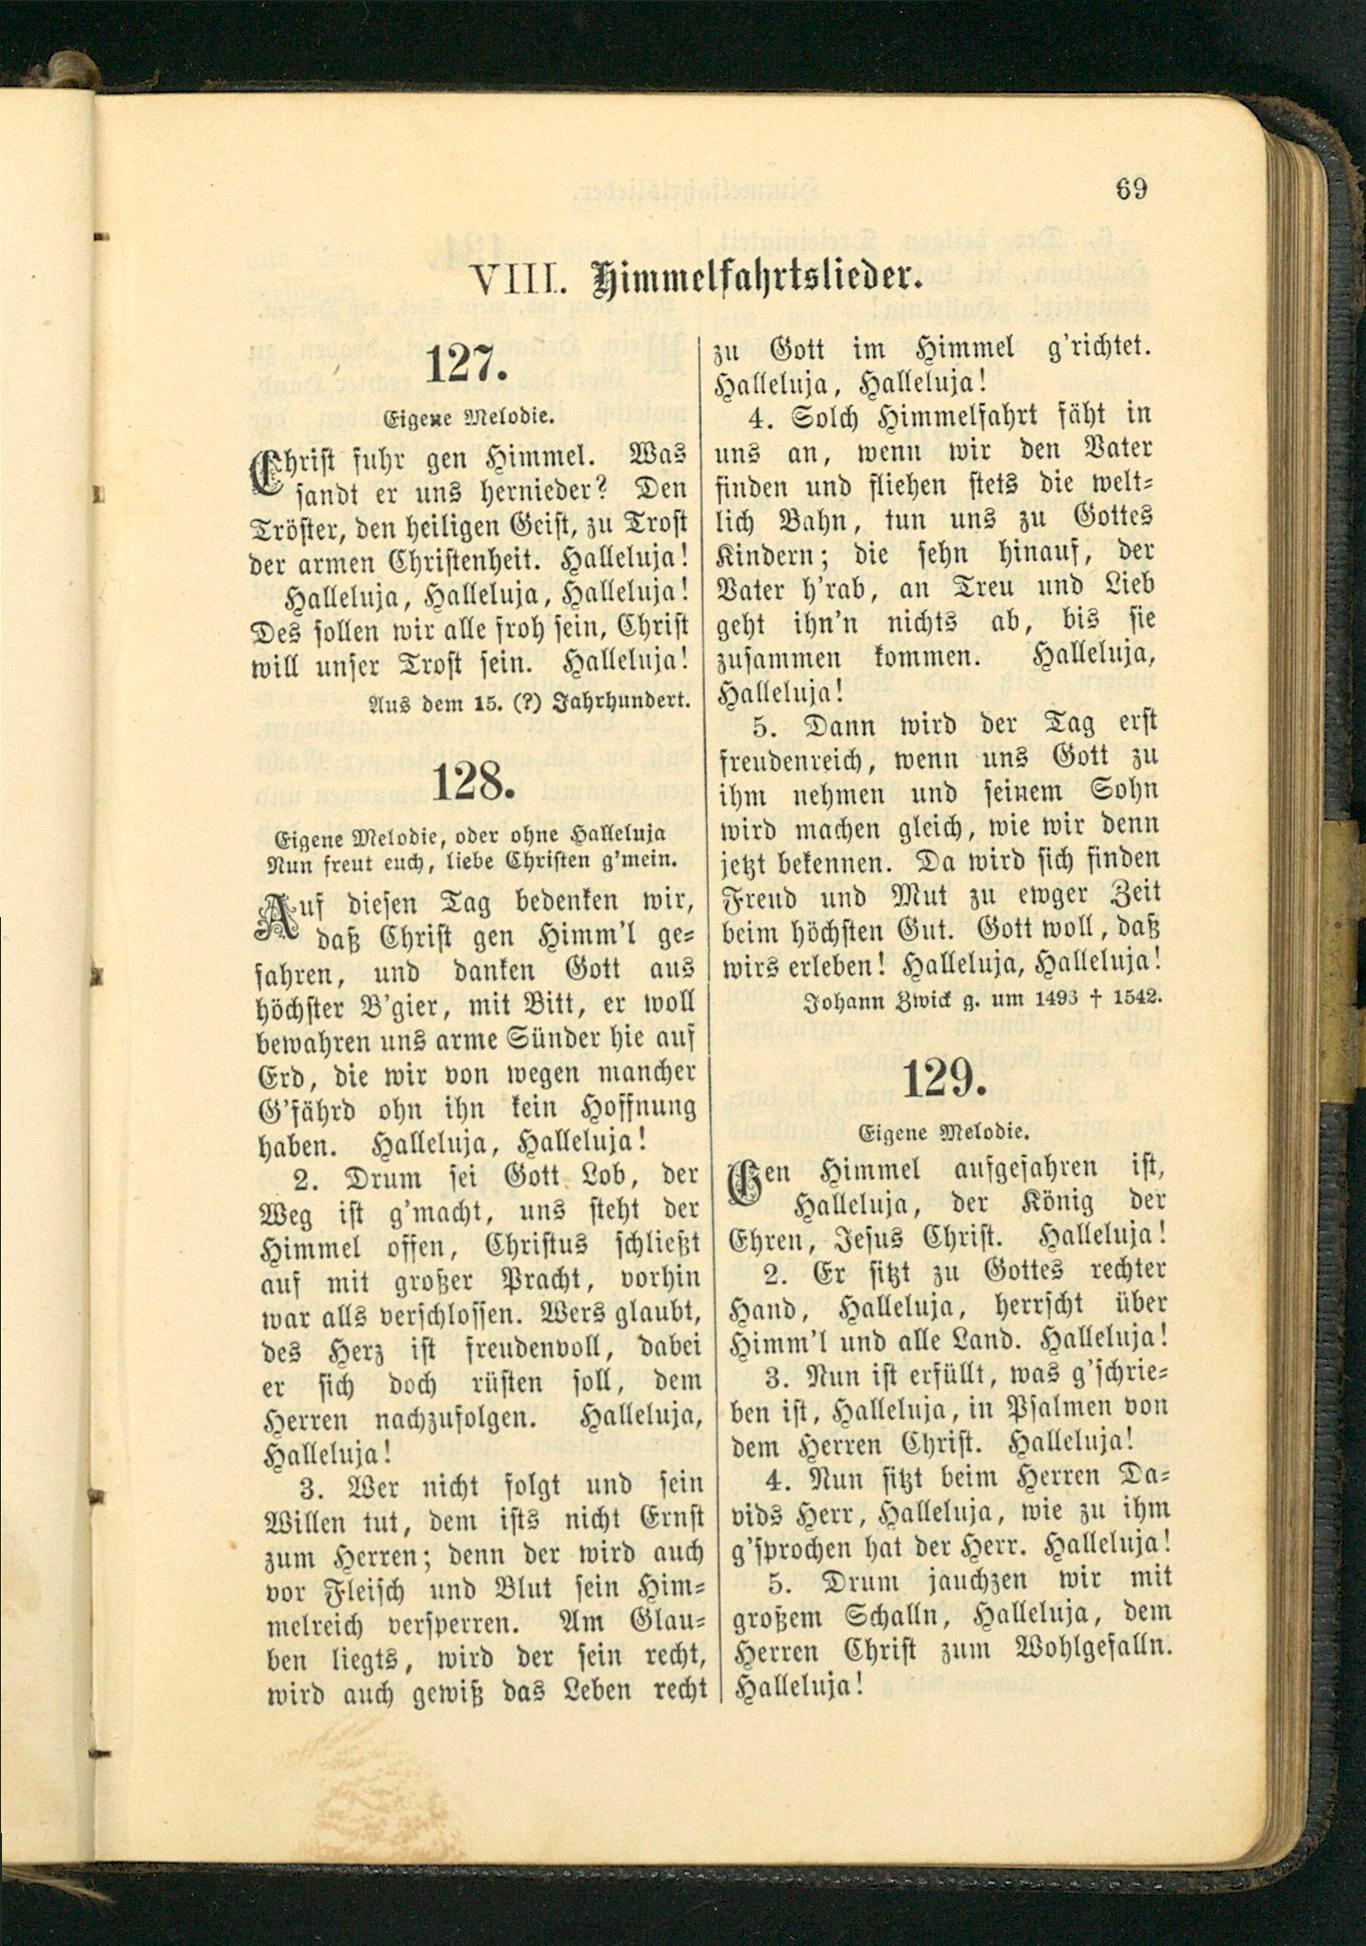 69
VIII. Himmelfahrtslieder.
127.
Eigene Melodie.
Christ fuhr gen Himmel. Was
sandt er uns hernieder? Den
Tröster, den heiligen Geist, zu Trost
der armen Christenheit. Halleluja!
Halleluja, Halleluja, Halleluja!
Des sollen wir alle froh sein, Christ
will unser Trost sein. Halleluja!
Aus dem 15. (?) Jahrhundert.
128.
Eigene Melodie, oder ohne Halleluja
Nun freut euch, liebe Christen g'mein.
Auf diesen Tag bedenken wir,
daß Christ gen Himm'l ge-
fahren, und danken Gott aus
höchster B'gier, mit Bitt, er woll
bewahren uns arme Sünder hie auf
Erd, die wir von wegen mancher
G'fährd ohn ihn kein Hoffnung
haben. Halleluja, Halleluja!
2. Drum sei Gott Lob, der
Weg ist g'macht, uns steht der
Himmel offen, Christus schließt
auf mit großer Pracht, vorhin
war alls verschlossen. Wers glaubt,
des Herz ist freudenvoll, dabei
er sich doch rüsten soll, dem
Herren nachzufolgen. Halleluja,
Halleluja!
3. Wer nicht folgt und sein
Willen tut, dem ists nicht Ernst
zum Herren; denn der wird auch
vor Fleisch und Blut sein Him-
melreich versperren. Am Glau-
ben liegts, wird der sein recht,
wird auch gewiß das Leben recht
zu Gott im Himmel g'richtet.
Halleluja, Halleluja!
4. Solch Himmelfahrt fäht in
uns an, wenn wir den Vater
finden und fliehen stets die welt-
lich Bahn, tun uns zu Gottes
Kindern; die sehn hinauf, der
Vater h'rab, an Treu und Lieb
geht ihn'n nichts ab, bis sie
zusammen kommen. Halleluja,
Halleluja!
5. Dann wird der Tag erst
freudenreich, wenn uns Gott zu
ihm nehmen und seinem Sohn
wird machen gleich, wie wir denn
jetzt bekennen. Da wird sich finden
Freud und Mut zu ewger Zeit
beim höchsten Gut. Gott woll, daß
wirs erleben! Halleluja, Halleluja!
Johann Zwick g. um 1493 † 1542.
129.
Eigene Melodie.
Gen Himmel aufgefahren ist,
Halleluja, der König der
Ehren, Jesus Christ. Halleluja!
2. Er sitzt zu Gottes rechter
Hand, Halleluja, herrscht über
Himm'l und alle Land. Halleluja!
3. Nun ist erfüllt, was g'schrie-
ben ist, Halleluja, in Psalmen von
dem Herren Christ. Halleluja!
4. Nun sitzt beim Herren Da-
vids Herr, Halleluja, wie zu ihm
g'sprochen hat der Herr. Halleluja!
5. Drum jauchzen wir mit
großem Schalln, Halleluja, dem
Herren Christ zum Wohlgefalln.
Halleluja!